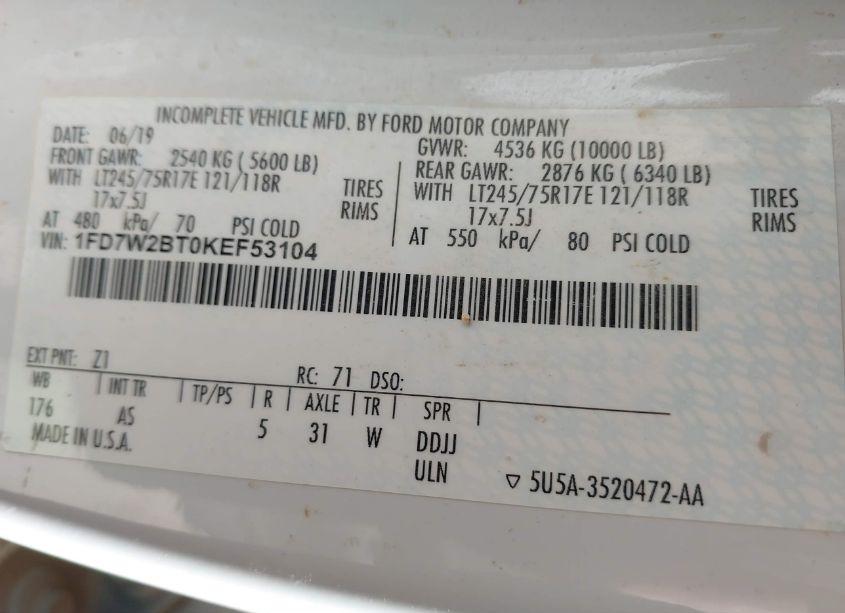 INCOMPLETE VEHICLE MFD. BY FORD MOTOR COMPANY
DATE: 06/19
GVWR: 4536 KG (10000 LB)
FRONT GAWR: 2540 KG ( 5600 LB)
REAR GAWR: 2876 KG ( 6340 LB)
WITH LT245/75R17E 121/118R TIRES
WITH LT245/75R17E 121/118R TIRES
17x7.5J RIMS
17x7.5J RIMS
AT 480 kPa/ 70 PSI COLD
AT 550 kPa/ 80 PSI COLD
VIN: 1FD7W2BT0KEF53104
EXT PNT: Z1
RC: 71 DSO:
WB | INT TR | TP/PS | R | AXLE | TR | SPR |
176 AS 5 31 W DDJJ
MADE IN U.S.A.
ULN
▽ 5U5A-3520472-AA